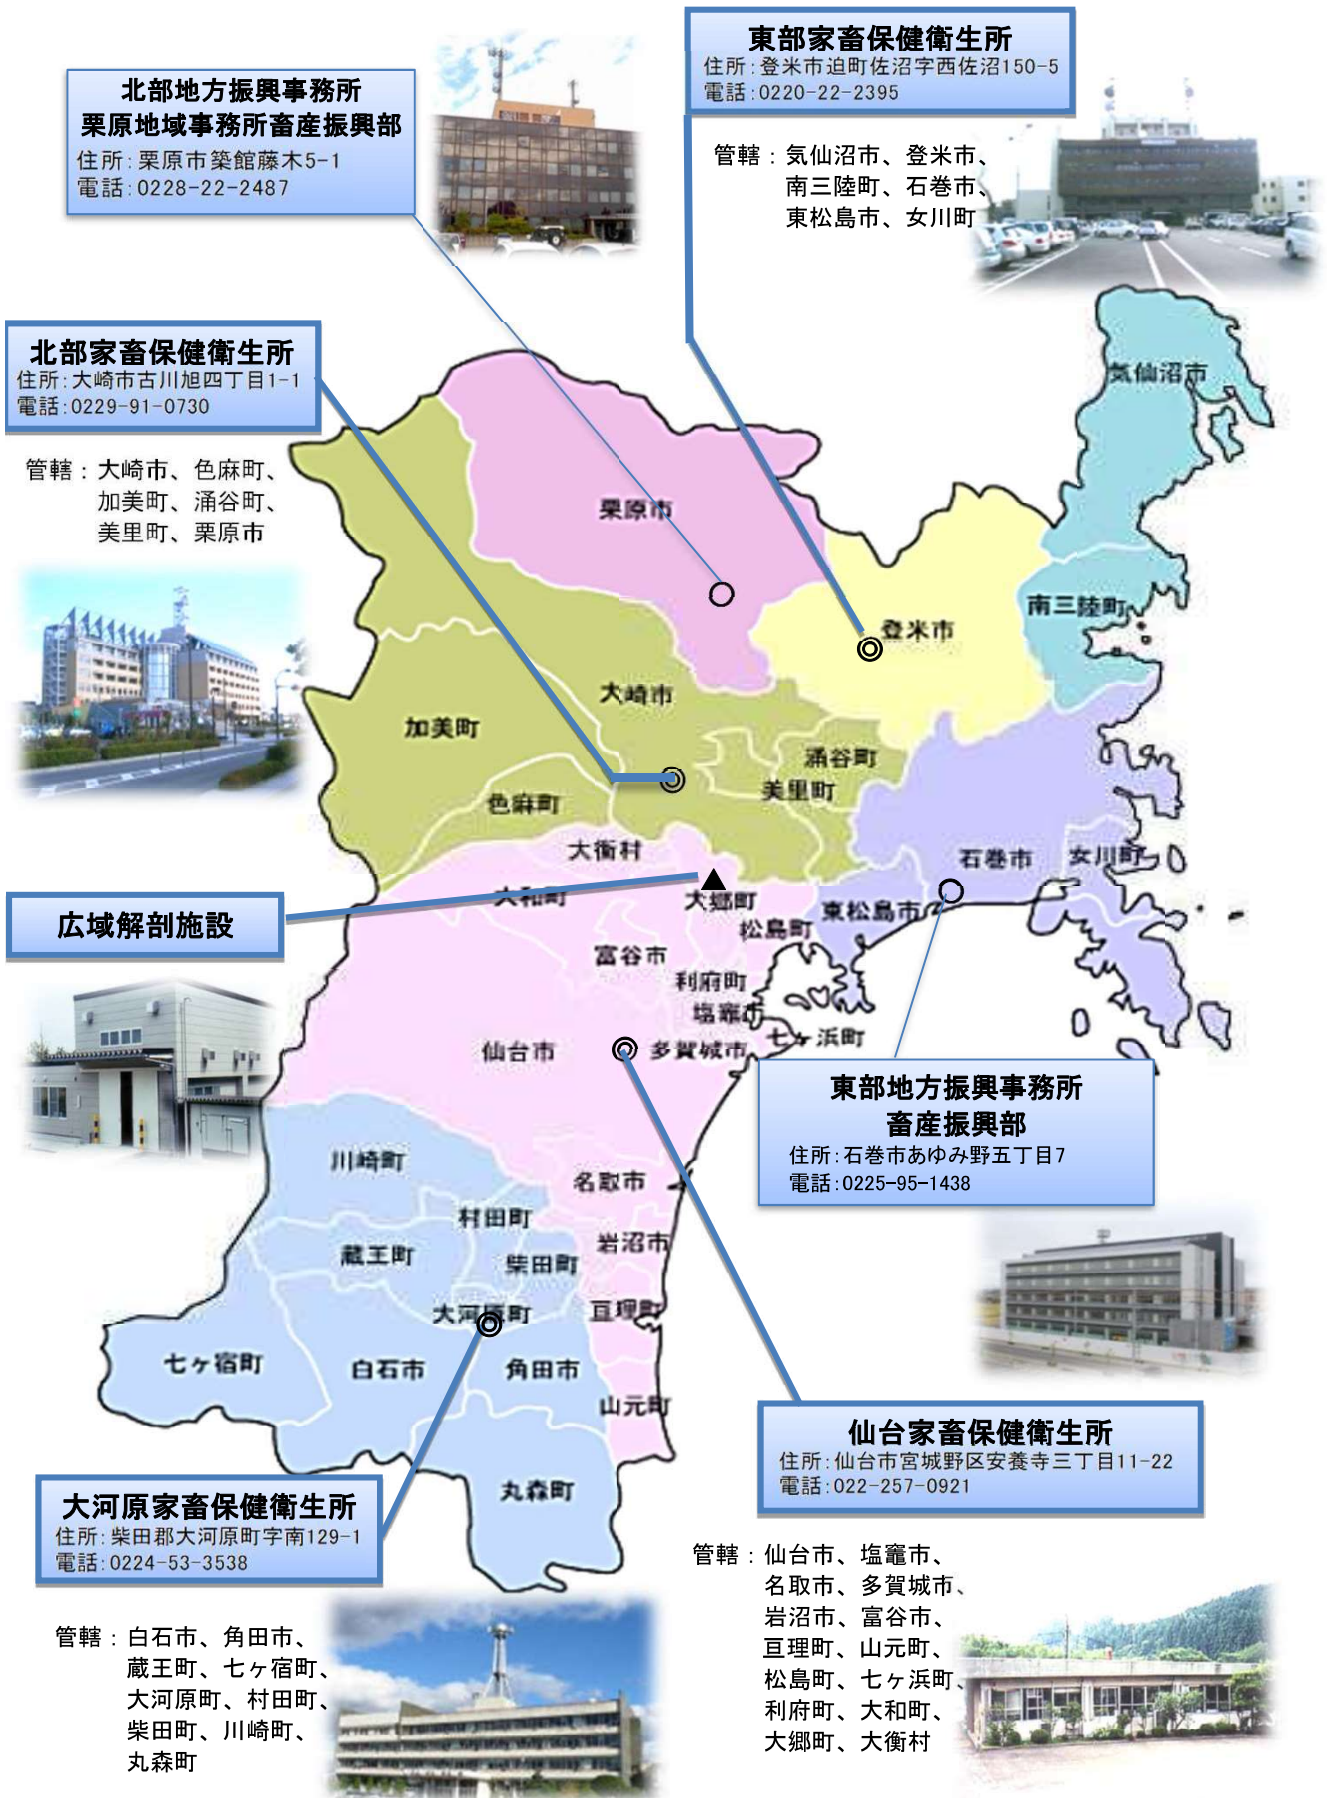 東部家畜保健衛生所
住所:登米市迫町佐沼字西佐沼150-5
電話:0220-22-2395
管轄：気仙沼市、登米市、
南三陸町、石巻市、
東松島市、女川町
北部地方振興事務所
栗原地域事務所畜産振興部
住所:栗原市築館藤木5-1
電話:0228-22-2487
北部家畜保健衛生所
住所:大崎市古川旭四丁目1-1
電話:0229-91-0730
管轄：大崎市、色麻町、
加美町、涌谷町、
美里町、栗原市
気仙沼市
栗原市
南三陸町
登米市
大崎市
加美町
涌谷町
美里町
色麻町
大衡村
石巻市
女川町
大和町
大郷町
東松島市
松島町
富谷市
利府町
塩竈市
七ヶ浜町
仙台市
多賀城市
広域解剖施設
東部地方振興事務所
畜産振興部
住所:石巻市あゆみ野五丁目7
電話:0225-95-1438
川崎町
名取市
村田町
岩沼市
蔵王町
柴田町
大河原町
亘理町
七ヶ宿町
白石市
角田市
山元町
丸森町
仙台家畜保健衛生所
住所:仙台市宮城野区安養寺三丁目11-22
電話:022-257-0921
管轄：仙台市、塩竈市、
名取市、多賀城市、
岩沼市、富谷市、
亘理町、山元町、
松島町、七ヶ浜町、
利府町、大和町、
大郷町、大衡村
大河原家畜保健衛生所
住所:柴田郡大河原町字南129-1
電話:0224-53-3538
管轄：白石市、角田市、
蔵王町、七ヶ宿町、
大河原町、村田町、
柴田町、川崎町、
丸森町